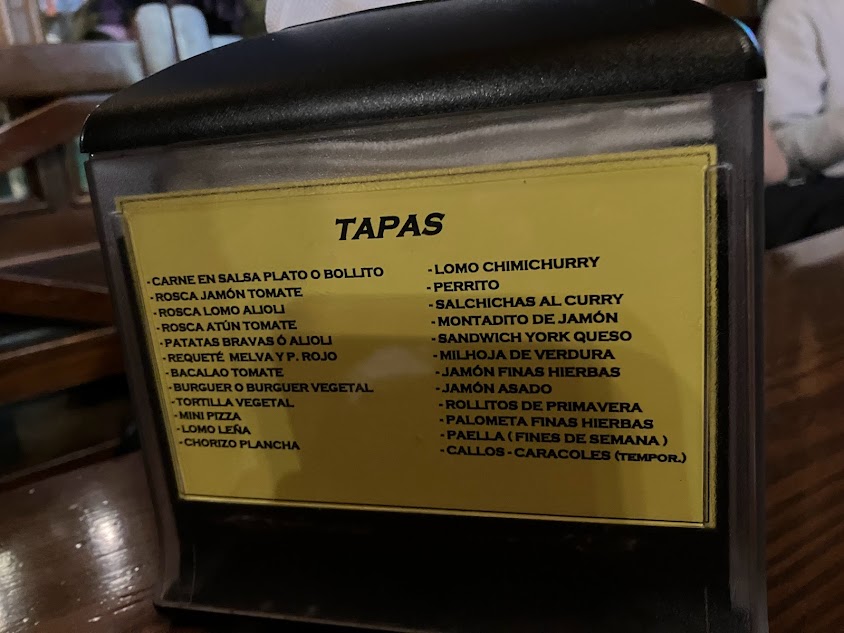 TAPAS
- CARNE EN SALSA PLATO O BOLLITO
- ROSCA JAMÓN TOMATE
- ROSCA LOMO ALIOLI
- ROSCA ATÚN TOMATE
- PATATAS BRAVAS Ó ALIOLI
- REQUETÉ MELVA Y P. ROJO
- BACALAO TOMATE
- BURGUER O BURGUER VEGETAL
- TORTILLA VEGETAL
- MINI PIZZA
- LOMO LEÑA
- CHORIZO PLANCHA
- LOMO CHIMICHURRY
- PERRITO
- SALCHICHAS AL CURRY
- MONTADITO DE JAMÓN
- SANDWICH YORK QUESO
- MILHOJA DE VERDURA
- JAMÓN FINAS HIERBAS
- JAMÓN ASADO
- ROLLITOS DE PRIMAVERA
- PALOMETA FINAS HIERBAS
- PAELLA ( FINES DE SEMANA )
- CALLOS - CARACOLES (TEMPOR.)